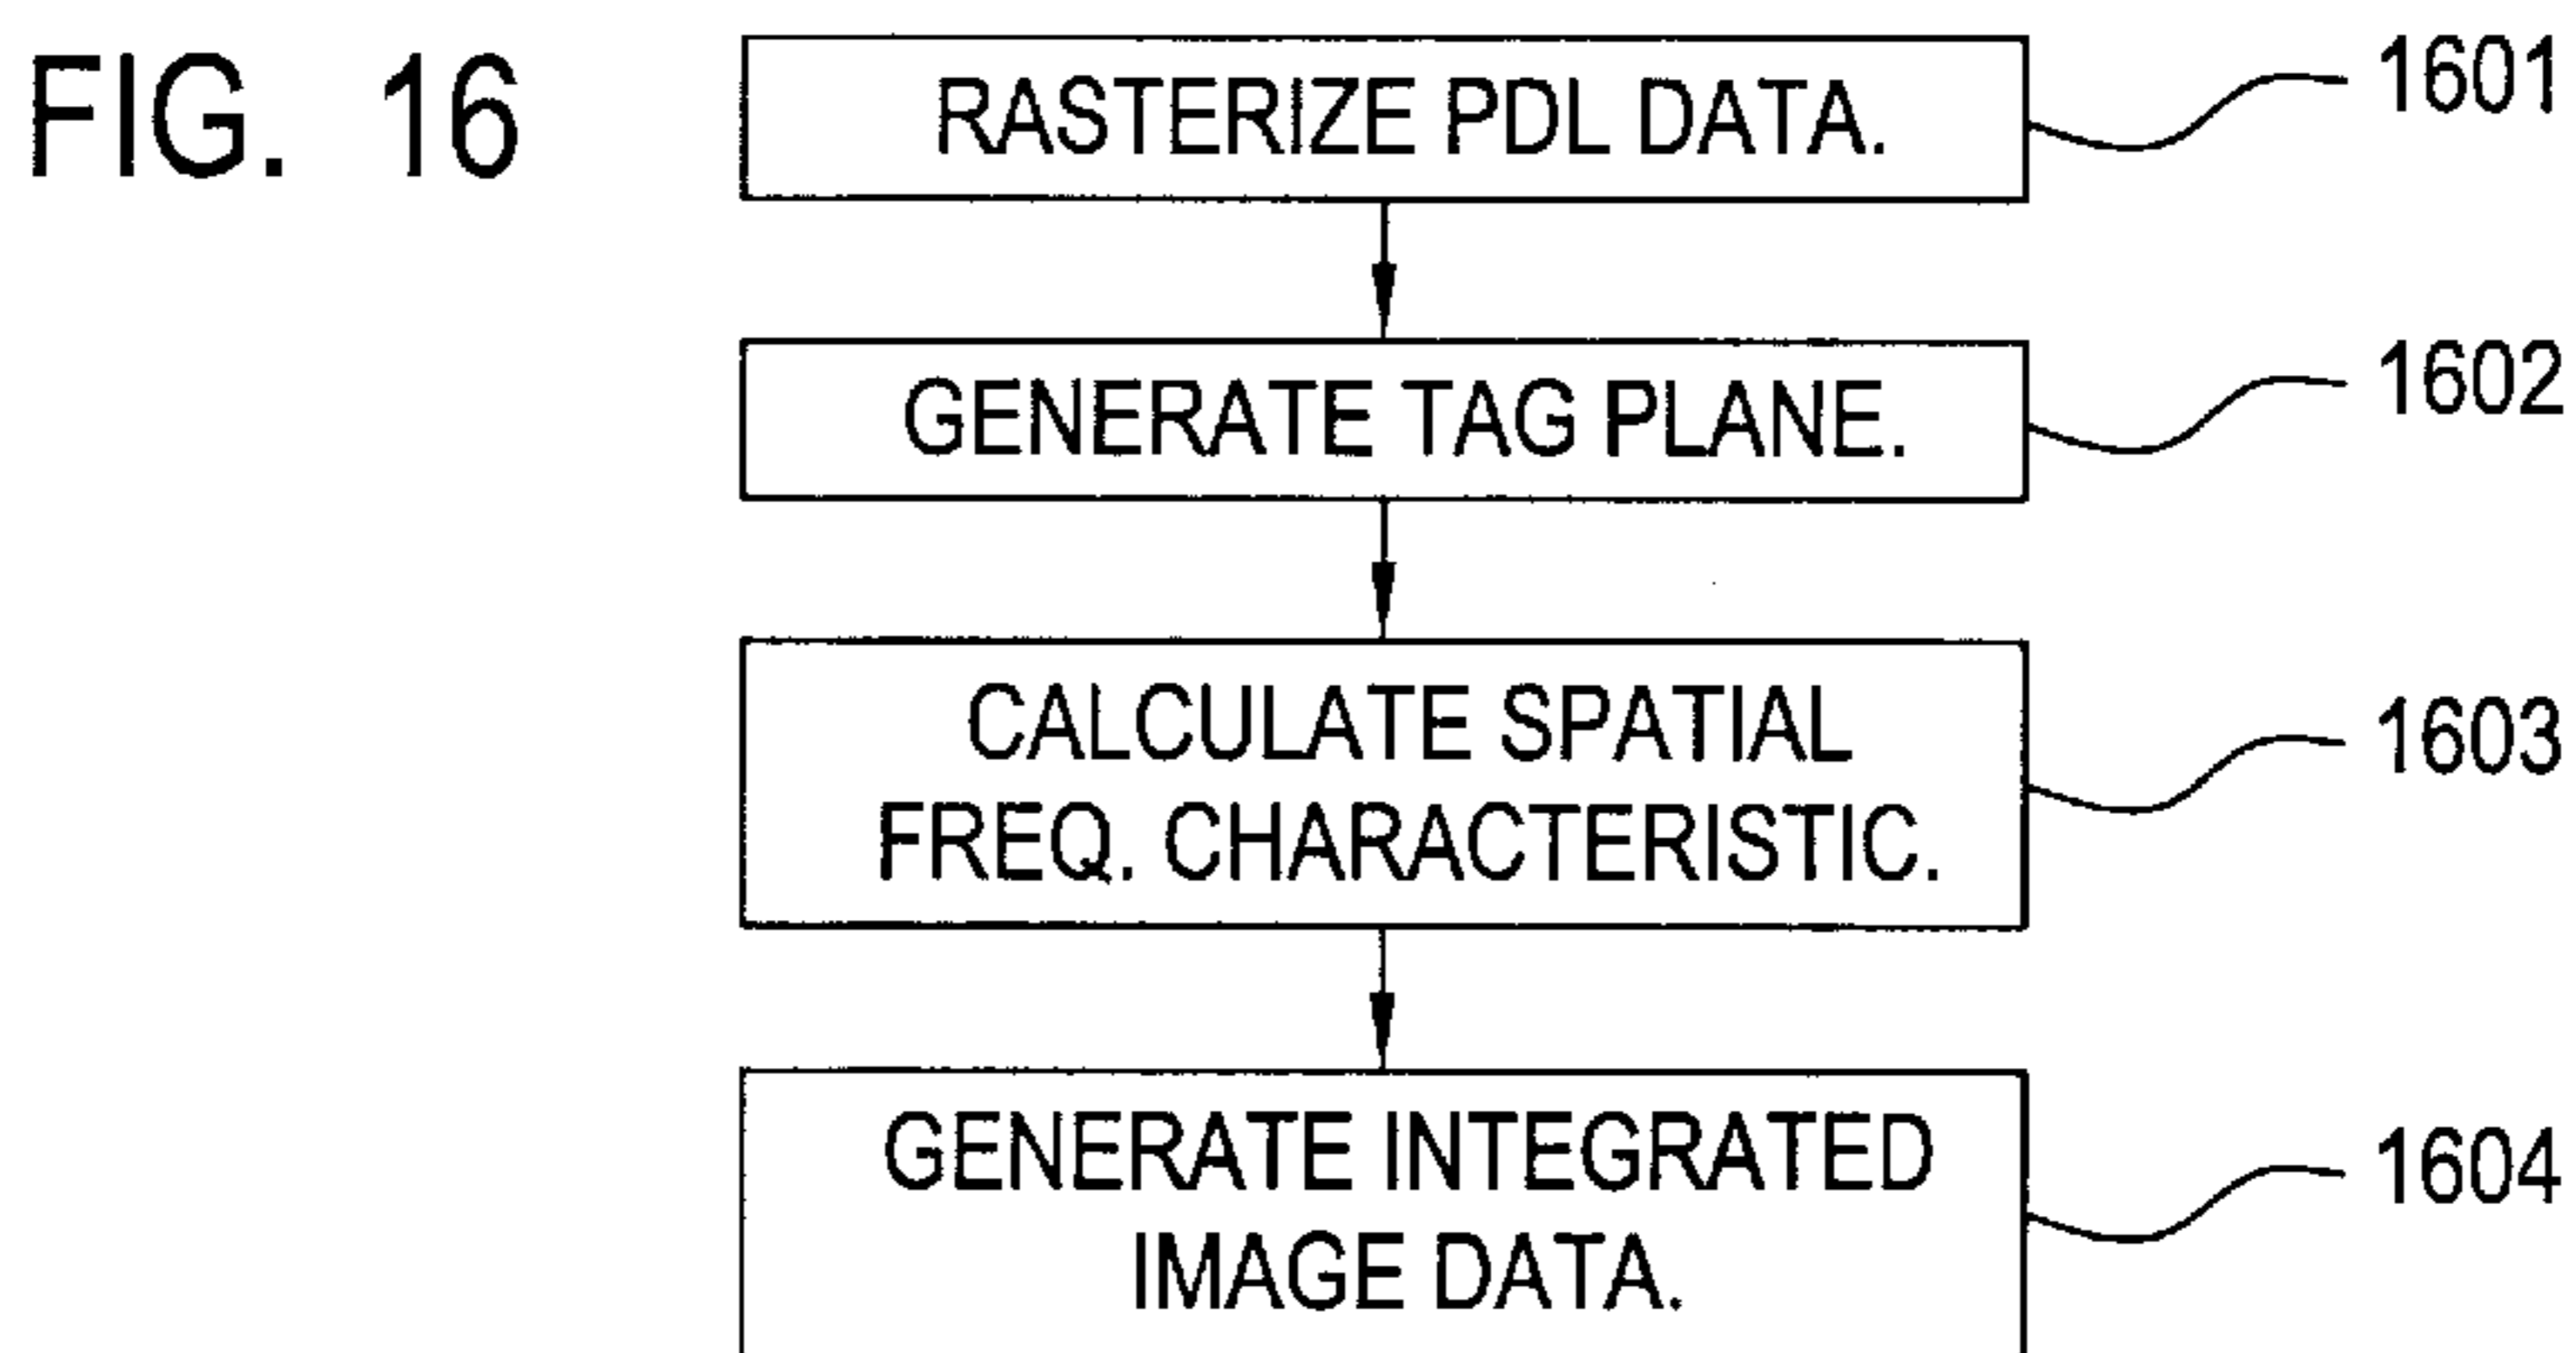 FIG. 16
RASTERIZE PDL DATA.
1601
GENERATE TAG PLANE.
1602
CALCULATE SPATIAL
FREQ. CHARACTERISTIC.
1603
GENERATE INTEGRATED
IMAGE DATA.
1604